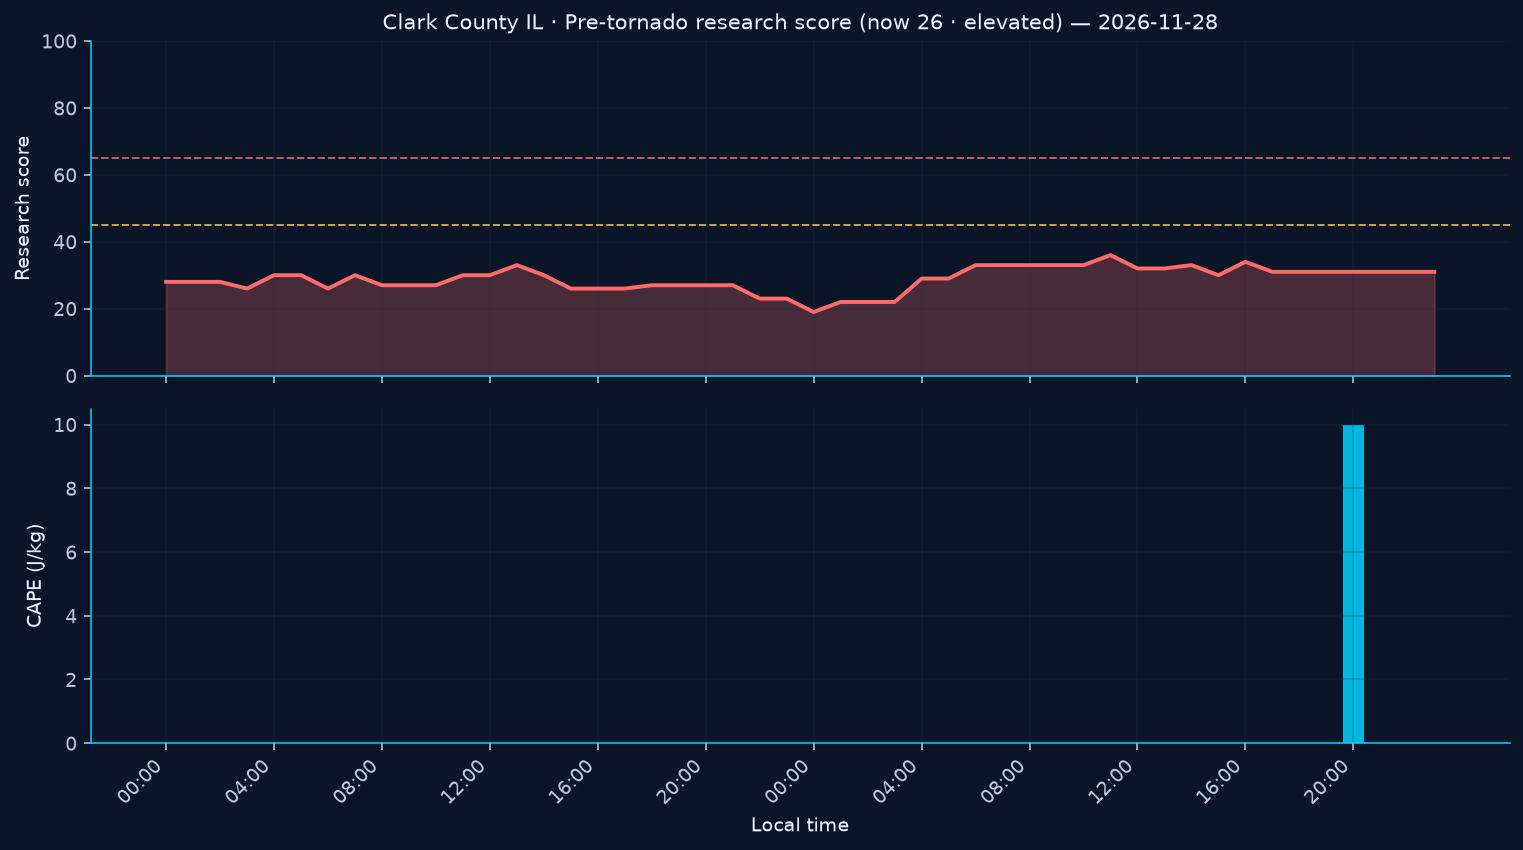 Clark County IL · Pre-tornado research score (now 26 · elevated) — 2026-11-28
Research score
100
80
60
40
20
0
CAPE (J/kg)
10
8
6
4
2
0
00:00 04:00 08:00 12:00 16:00 20:00 00:00 04:00 08:00 12:00 16:00 20:00
Local time